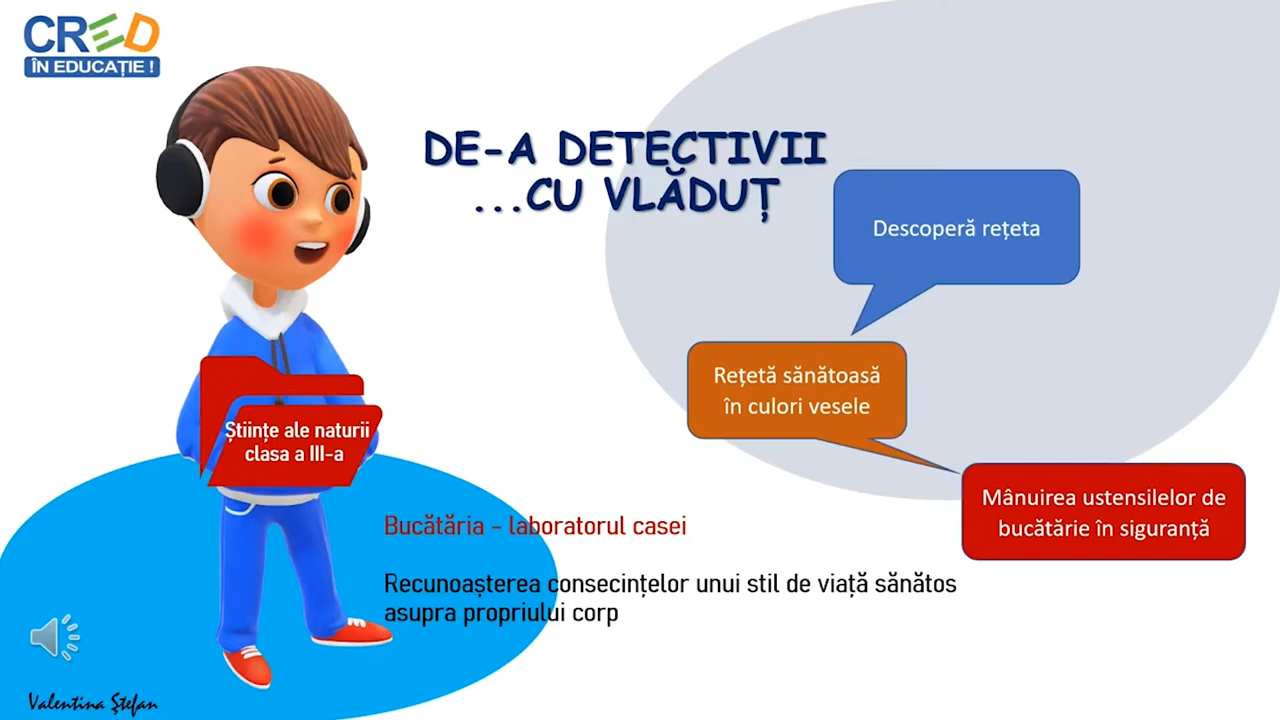 CRED
ÎN EDUCAȚIE !
DE-A DETECTIVII
...CU VLĂDUȚ
Descoperă rețeta
Rețetă sănătoasă
în culori vesele
Mânuirea ustensilelor de
bucătărie în siguranță
Științe ale naturii
clasa a III-a
Bucătăria - laboratorul casei
Recunoașterea consecințelor unui stil de viață sănătos
asupra propriului corp
Valentina Ștefan